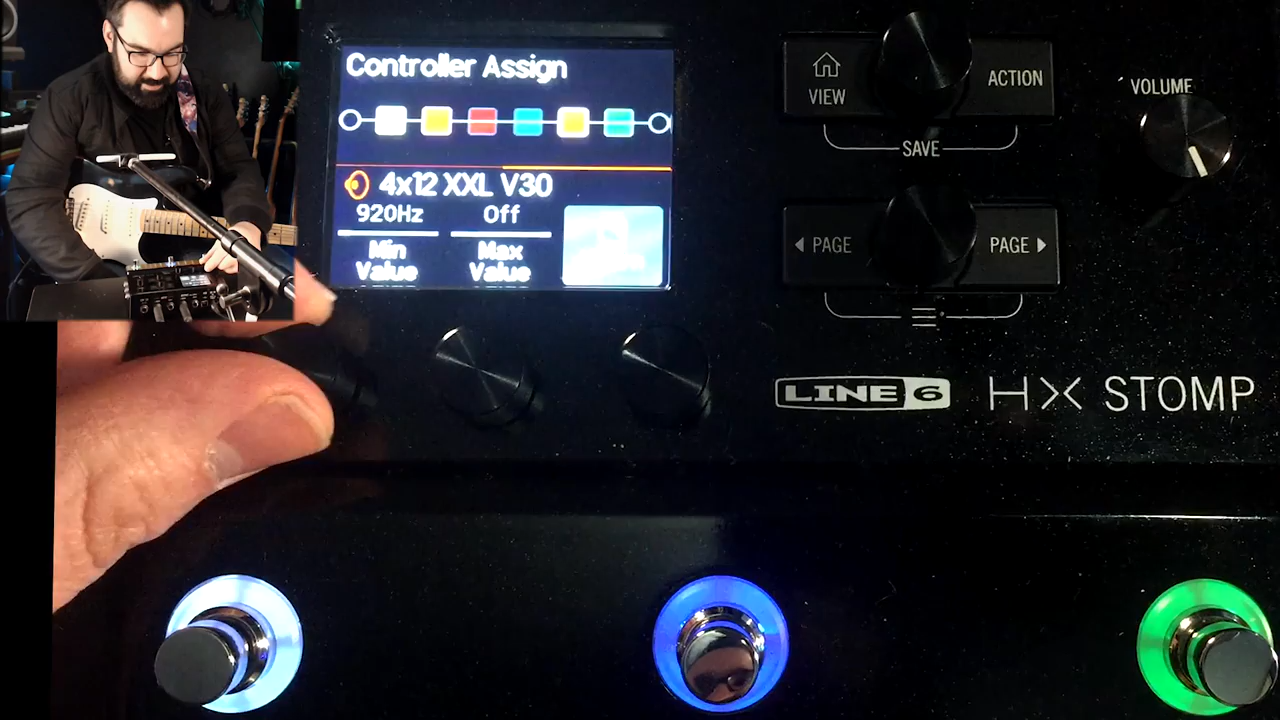 Controller Assign
4x12 XXL V30
920Hz Off
Min Max
Value Value
VIEW
ACTION
SAVE
VOLUME
PAGE
PAGE
LINE 6 HX STOMP